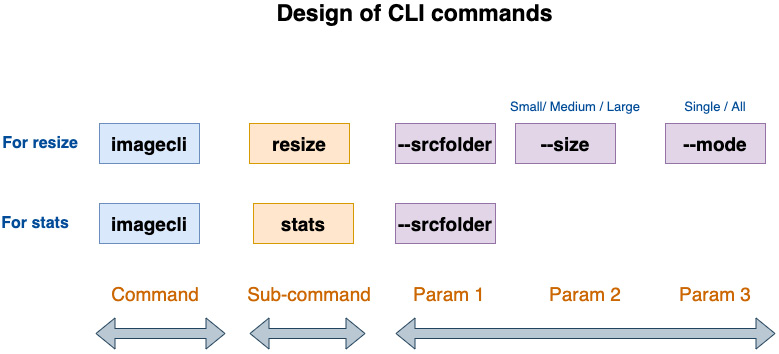 Design of CLI commands
Small/ Medium / Large
Single / All
For resize
imagecli
resize
--srcfolder
--size
--mode
For stats
imagecli
stats
--srcfolder
Command
Sub-command
Param 1
Param 2
Param 3